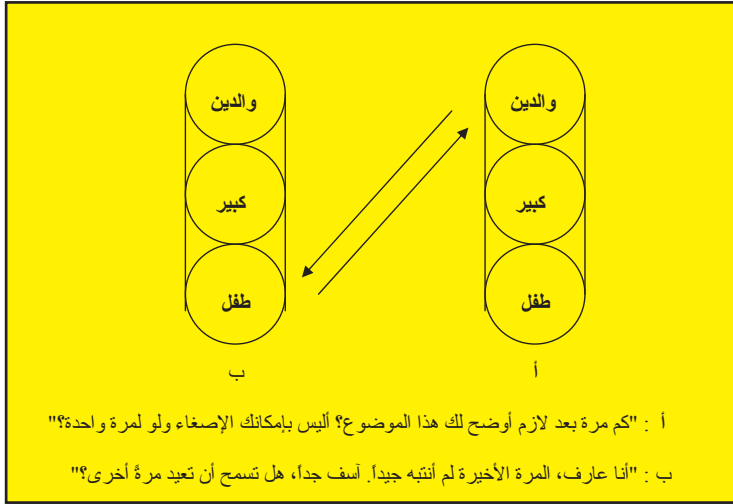 والدين والدين
كبير كبير
طفل طفل
أ ب
أ : "كم مرة بعد لازم أوضح لك هذا الموضوع؟ أليس بإمكانك الإصغاء ولو لمرة واحدة؟"
ب : "أنا عارف، المرة الأخيرة لم أنتبه جيداً. آسف جداً، هل تسمح أن تعيد مرةً أخرى؟"